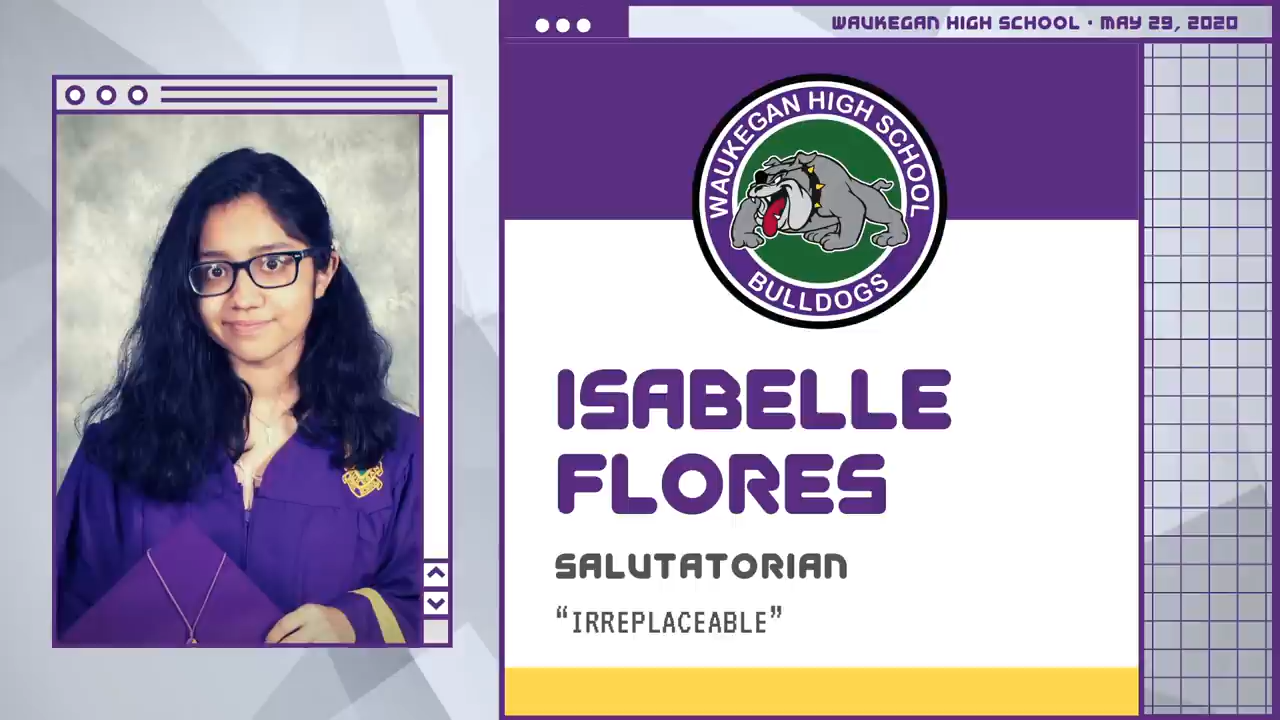 WAUKEGAN HIGH SCHOOL • MAY 29, 2020
WAUKEGAN HIGH SCHOOL
BULLDOGS
ISABELLE
FLORES
SALUTATORIAN
“IRREPLACEABLE”